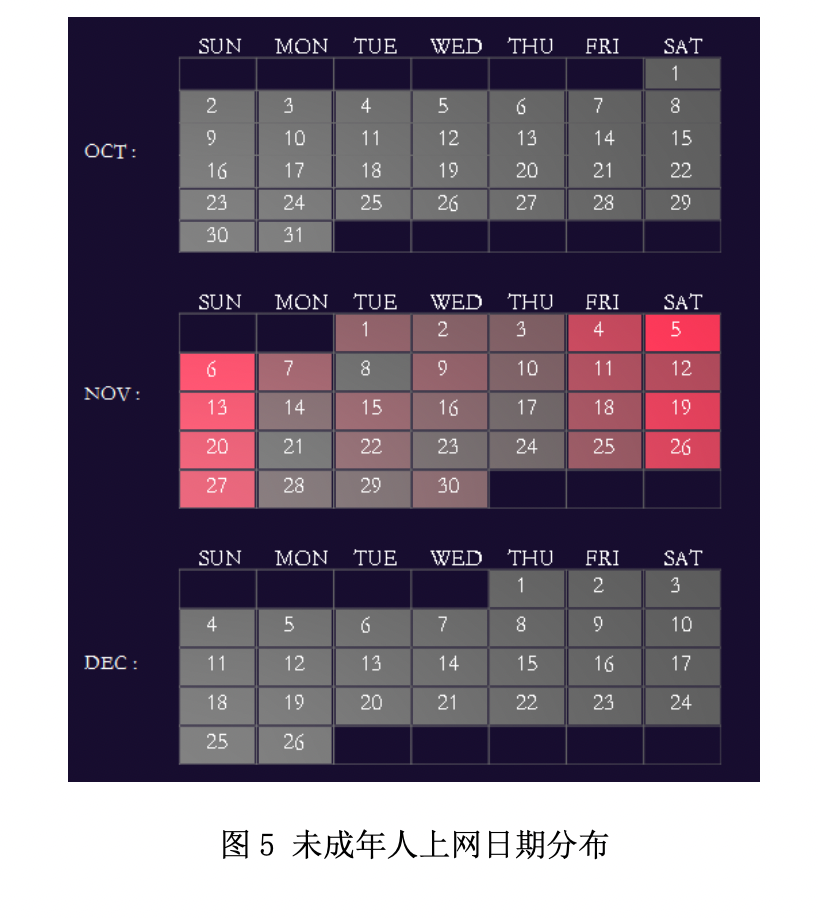 SUN MON TUE WED THU FRI SAT
1
2 3 4 5 6 7 8
OCT: 9 10 11 12 13 14 15
16 17 18 19 20 21 22
23 24 25 26 27 28 29
30 31
SUN MON TUE WED THU FRI SAT
1 2 3 4 5
6 7 8 9 10 11 12
NOV: 13 14 15 16 17 18 19
20 21 22 23 24 25 26
27 28 29 30
SUN MON TUE WED THU FRI SAT
1 2 3
4 5 6 7 8 9 10
DEC: 11 12 13 14 15 16 17
18 19 20 21 22 23 24
25 26
图 5 未成年人上网日期分布